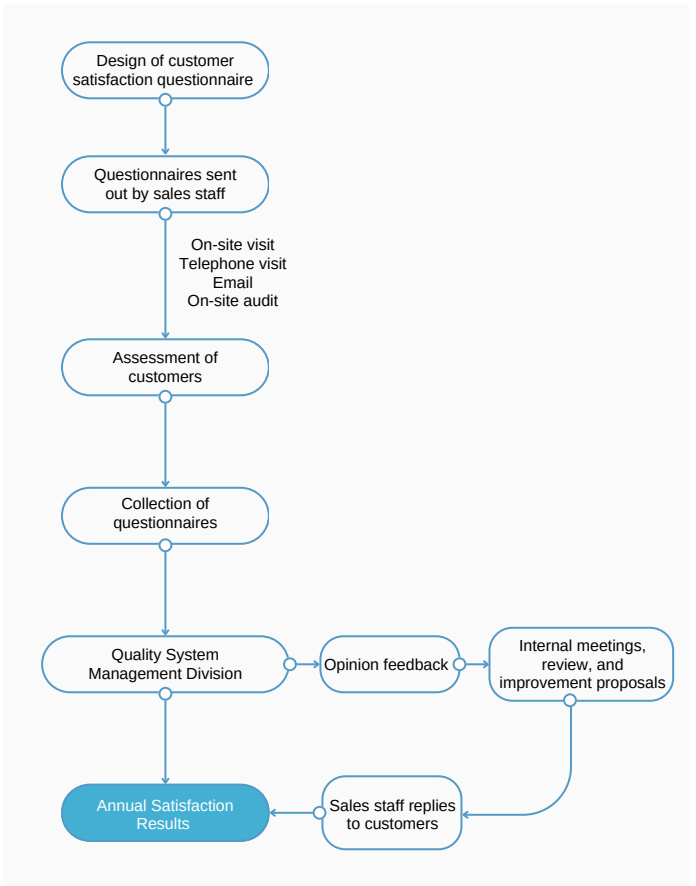 Design of customer
satisfaction questionnaire
Questionnaires sent
out by sales staff
On-site visit
Telephone visit
Email
On-site audit
Assessment of
customers
Collection of
questionnaires
Quality System
Management Division
Opinion feedback
Internal meetings,
review, and
improvement proposals
Annual Satisfaction
Results
Sales staff replies
to customers